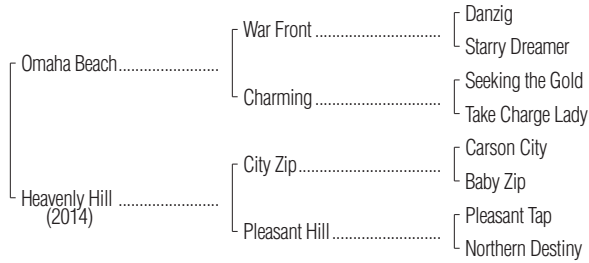 Danzig
War Front
Starry Dreamer
Omaha Beach
Seeking the Gold
Charming
Take Charge Lady
Carson City
City Zip
Baby Zip
Heavenly Hill
(2014)
Pleasant Tap
Pleasant Hill
Northern Destiny